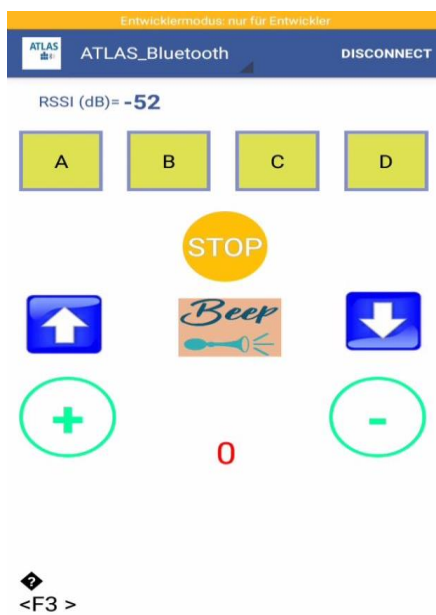 Entwicklermodus: nur für Entwickler
ATLAS
ATLAS_Bluetooth DISCONNECT
RSSI (dB)= -52
A B C D
STOP
Beep
+ -
0
�
<F3 >